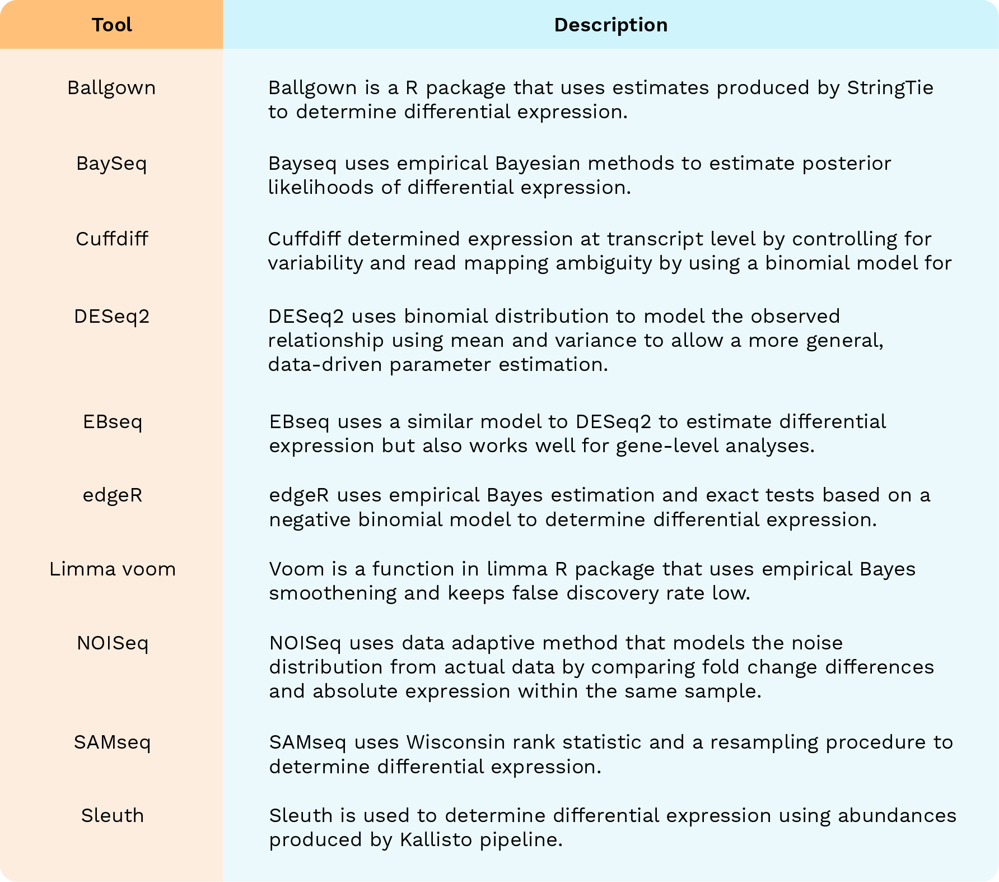 Tool
Description
Ballgown
Ballgown is a R package that uses estimates produced by StringTie
to determine differential expression.
BaySeq
Bayseq uses empirical Bayesian methods to estimate posterior
likelihoods of differential expression.
Cuffdiff
Cuffdiff determined expression at transcript level by controlling for
variability and read mapping ambiguity by using a binomial model for
DESeq2
DESeq2 uses binomial distribution to model the observed
relationship using mean and variance to allow a more general,
data-driven parameter estimation.
EBseq
EBseq uses a similar model to DESeq2 to estimate differential
expression but also works well for gene-level analyses.
edgeR
edgeR uses empirical Bayes estimation and exact tests based on a
negative binomial model to determine differential expression.
Limma voom
Voom is a function in limma R package that uses empirical Bayes
smoothening and keeps false discovery rate low.
NOISeq
NOISeq uses data adaptive method that models the noise
distribution from actual data by comparing fold change differences
and absolute expression within the same sample.
SAMseq
SAMseq uses Wisconsin rank statistic and a resampling procedure to
determine differential expression.
Sleuth
Sleuth is used to determine differential expression using abundances
produced by Kallisto pipeline.